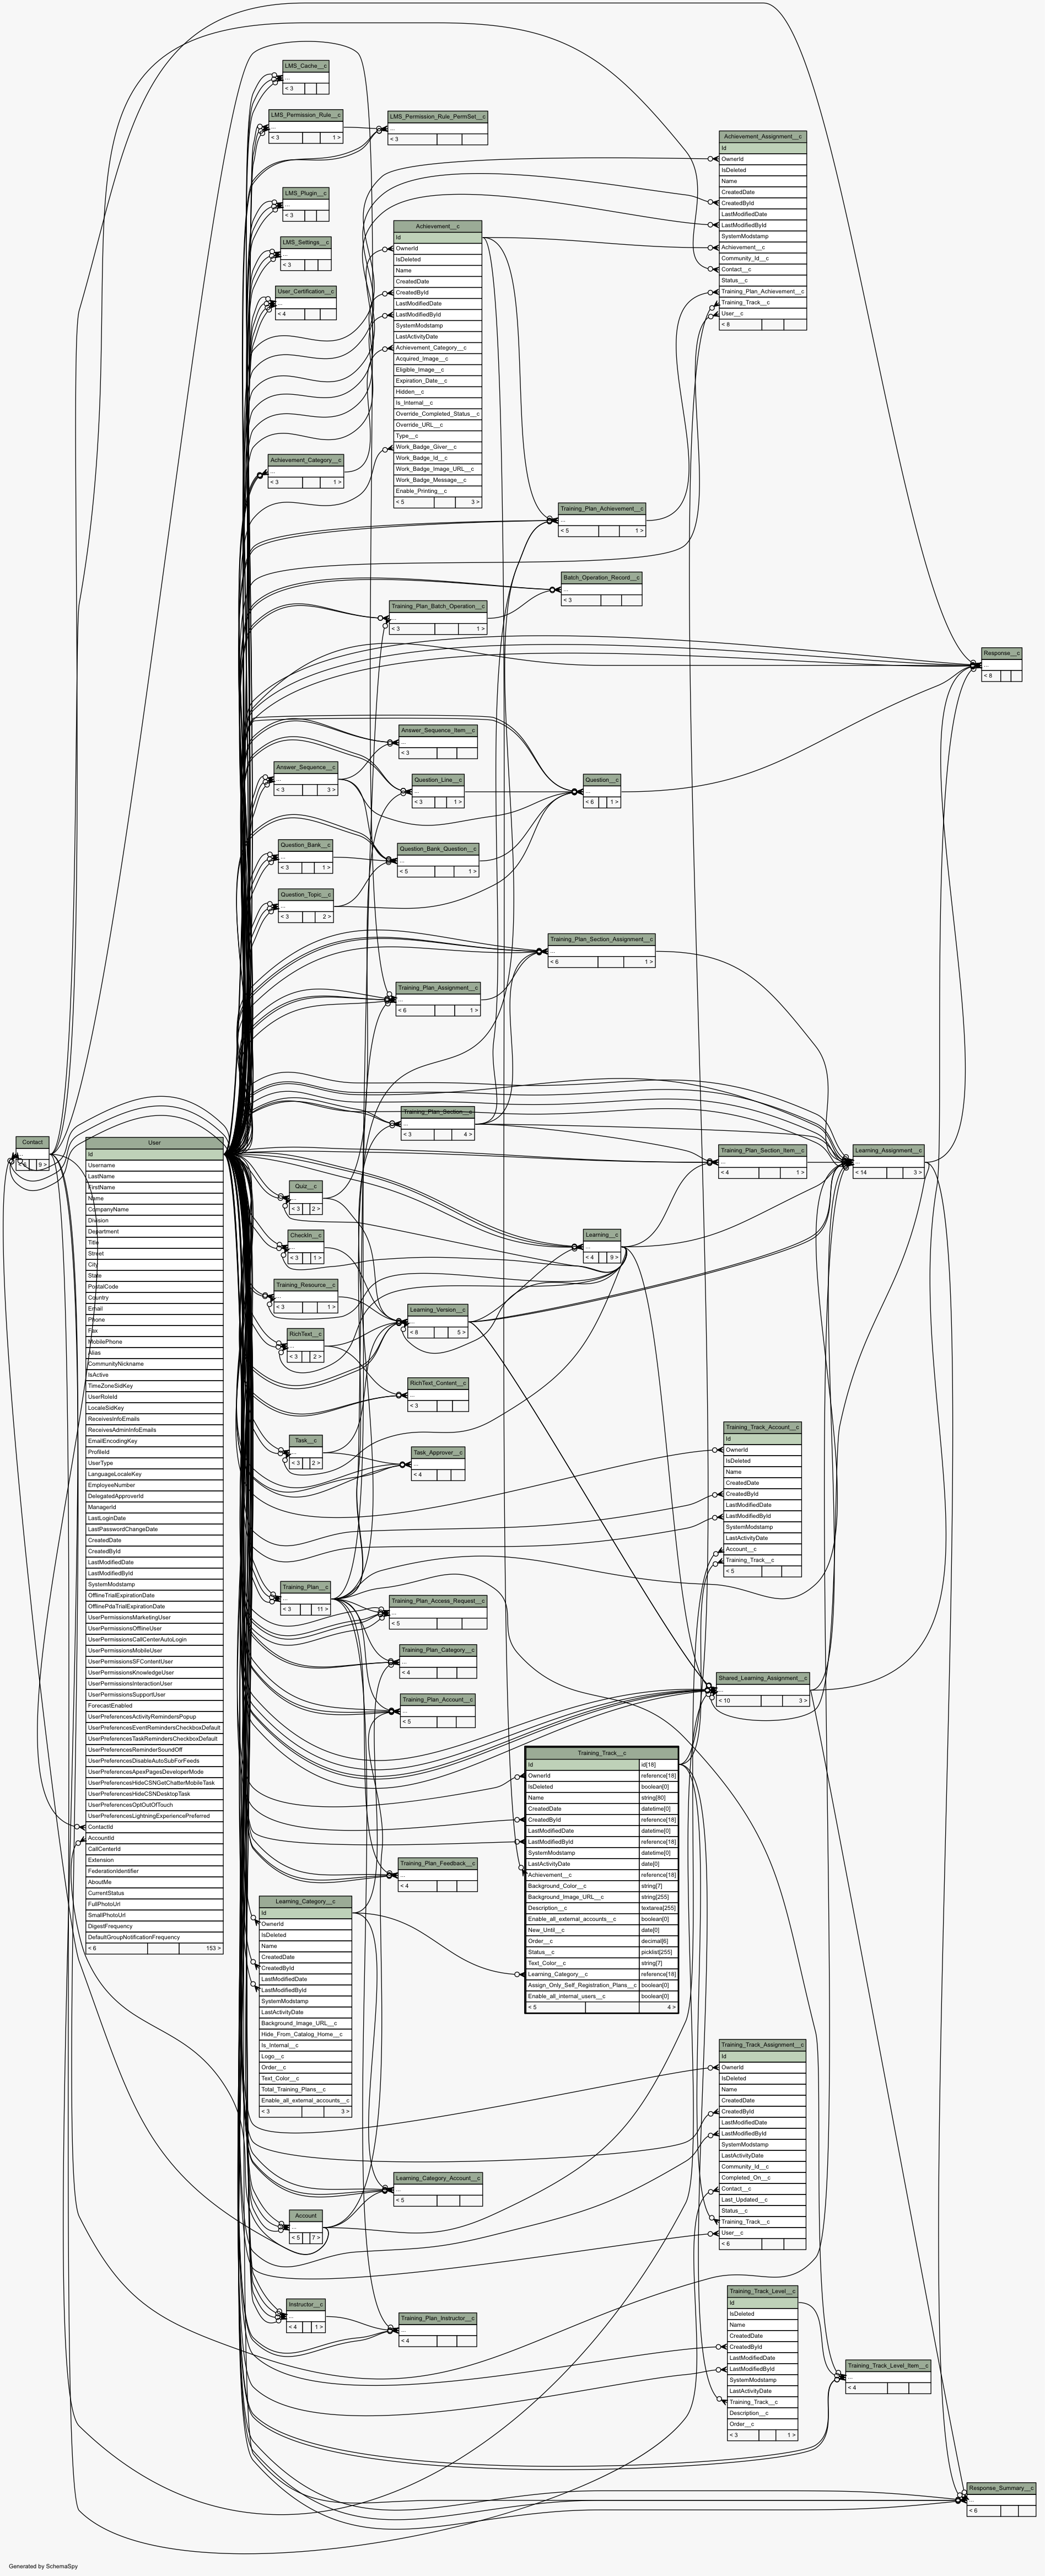 LMS_Cache__c
...
< 3
LMS_Permission_Rule__c
...
< 3 1 >
LMS_Permission_Rule_PermSet__c
...
< 3
LMS_Plugin__c
...
< 3
LMS_Settings__c
...
< 3
User_Certification__c
...
< 4
Achievement_Assignment__c
Id
OwnerId
IsDeleted
Name
CreatedDate
CreatedById
LastModifiedDate
LastModifiedById
SystemModstamp
Achievement__c
Community_Id__c
Contact__c
Status__c
Training_Plan_Achievement__c
Training_Track__c
User__c
< 8
Achievement__c
Id
OwnerId
IsDeleted
Name
CreatedDate
CreatedById
LastModifiedDate
LastModifiedById
SystemModstamp
LastActivityDate
Achievement_Category__c
Acquired_Image__c
Eligible_Image__c
Expiration_Date__c
Hidden__c
Is_Internal__c
Override_Completed_Status__c
Override_URL__c
Type__c
Work_Badge_Giver__c
Work_Badge_Id__c
Work_Badge_Image_URL__c
Work_Badge_Message__c
Enable_Printing__c
< 5 3 >
Achievement_Category__c
...
< 3 1 >
Training_Plan_Achievement__c
...
< 5 1 >
Batch_Operation_Record__c
...
< 3
Training_Plan_Batch_Operation__c
...
< 3 1 >
Response__c
...
< 8
Answer_Sequence_Item__c
...
< 3
Answer_Sequence__c
...
< 3 3 >
Question_Line__c
...
< 3 1 >
Question__c
...
< 6 1 >
Question_Bank__c
...
< 3 1 >
Question_Bank_Question__c
...
< 5 1 >
Question_Topic__c
...
< 3 2 >
Training_Plan_Section_Assignment__c
...
< 6 1 >
Training_Plan_Assignment__c
...
< 6 1 >
Training_Plan_Section__c
...
< 3 4 >
Training_Plan_Section_Item__c
...
< 4 1 >
Learning_Assignment__c
...
< 14 3 >
Contact
...
9 >
User
Id
Username
LastName
FirstName
Name
CompanyName
Division
Department
Title
Street
City
State
PostalCode
Country
Email
Phone
Fax
MobilePhone
Alias
CommunityNickname
IsActive
TimeZoneSidKey
UserRoleId
LocaleSidKey
ReceivesInfoEmails
ReceivesAdminInfoEmails
EmailEncodingKey
ProfileId
UserType
LanguageLocaleKey
EmployeeNumber
DelegatedApproverId
ManagerId
LastLoginDate
LastPasswordChangeDate
CreatedDate
CreatedById
LastModifiedDate
LastModifiedById
SystemModstamp
OfflineTrialExpirationDate
OfflinePdaTrialExpirationDate
UserPermissionsMarketingUser
UserPermissionsOfflineUser
UserPermissionsCallCenterAutoLogin
UserPermissionsMobileUser
UserPermissionsSFContentUser
UserPermissionsKnowledgeUser
UserPermissionsInteractionUser
UserPermissionsSupportUser
ForecastEnabled
UserPreferencesActivityRemindersPopup
UserPreferencesEventRemindersCheckboxDefault
UserPreferencesTaskRemindersCheckboxDefault
UserPreferencesReminderSoundOff
UserPreferencesDisableAutoSubForFeeds
UserPreferencesApexPagesDeveloperMode
UserPreferencesHideCSNGetChatterMobileTask
UserPreferencesHideCSNDesktopTask
UserPreferencesOptOutOfTouch
UserPreferencesLightningExperiencePreferred
ContactId
AccountId
CallCenterId
Extension
FederationIdentifier
AboutMe
CurrentStatus
FullPhotoUrl
SmallPhotoUrl
DigestFrequency
DefaultGroupNotificationFrequency
< 6 153 >
Quiz__c
...
< 3 2 >
CheckIn__c
...
< 3 1 >
Learning__c
...
< 4 9 >
Training_Resource__c
...
< 3 1 >
Learning_Version__c
...
< 8 5 >
RichText__c
...
< 3 2 >
RichText_Content__c
...
< 3
Task__c
...
< 3 2 >
Task_Approver__c
...
< 4
Training_Track_Account__c
Id
OwnerId
IsDeleted
Name
CreatedDate
CreatedById
LastModifiedDate
LastModifiedById
SystemModstamp
LastActivityDate
Account__c
Training_Track__c
< 5
Training_Plan__c
...
< 3 11 >
Training_Plan_Access_Request__c
...
< 5
Training_Plan_Category__c
...
< 4
Training_Plan_Account__c
...
< 5
Shared_Learning_Assignment__c
...
< 10 3 >
Training_Track__c
Id id[18]
OwnerId reference[18]
IsDeleted boolean[0]
Name string[80]
CreatedDate datetime[0]
CreatedById reference[18]
LastModifiedDate datetime[0]
LastModifiedById reference[18]
SystemModstamp datetime[0]
LastActivityDate date[0]
Achievement__c reference[18]
Background_Color__c string[7]
Background_Image_URL__c string[255]
Description__c textarea[255]
Enable_all_external_accounts__c boolean[0]
New_Until__c date[0]
Order__c decimal[6]
Status__c picklist[255]
Text_Color__c string[7]
Learning_Category__c reference[18]
Assign_Only_Self_Registration_Plans__c boolean[0]
Enable_all_internal_users__c boolean[0]
< 5 4 >
Training_Plan_Feedback__c
...
< 4
Learning_Category__c
Id
OwnerId
IsDeleted
Name
CreatedDate
CreatedById
LastModifiedDate
LastModifiedById
SystemModstamp
LastActivityDate
Background_Image_URL__c
Hide_From_Catalog_Home__c
Is_Internal__c
Logo__c
Order__c
Text_Color__c
Total_Training_Plans__c
Enable_all_external_accounts__c
< 3 3 >
Training_Track_Assignment__c
Id
OwnerId
IsDeleted
Name
CreatedDate
CreatedById
LastModifiedDate
LastModifiedById
SystemModstamp
LastActivityDate
Community_Id__c
Completed_On__c
Contact__c
Last_Updated__c
Status__c
Training_Track__c
User__c
< 6
Learning_Category_Account__c
...
< 5
Account
...
< 5 7 >
Instructor__c
...
< 4 1 >
Training_Plan_Instructor__c
...
< 4
Training_Track_Level__c
Id
IsDeleted
Name
CreatedDate
CreatedById
LastModifiedDate
LastModifiedById
SystemModstamp
LastActivityDate
Training_Track__c
Description__c
Order__c
< 3 1 >
Training_Track_Level_Item__c
...
< 4
Response_Summary__c
...
< 6
Generated by SchemaSpy